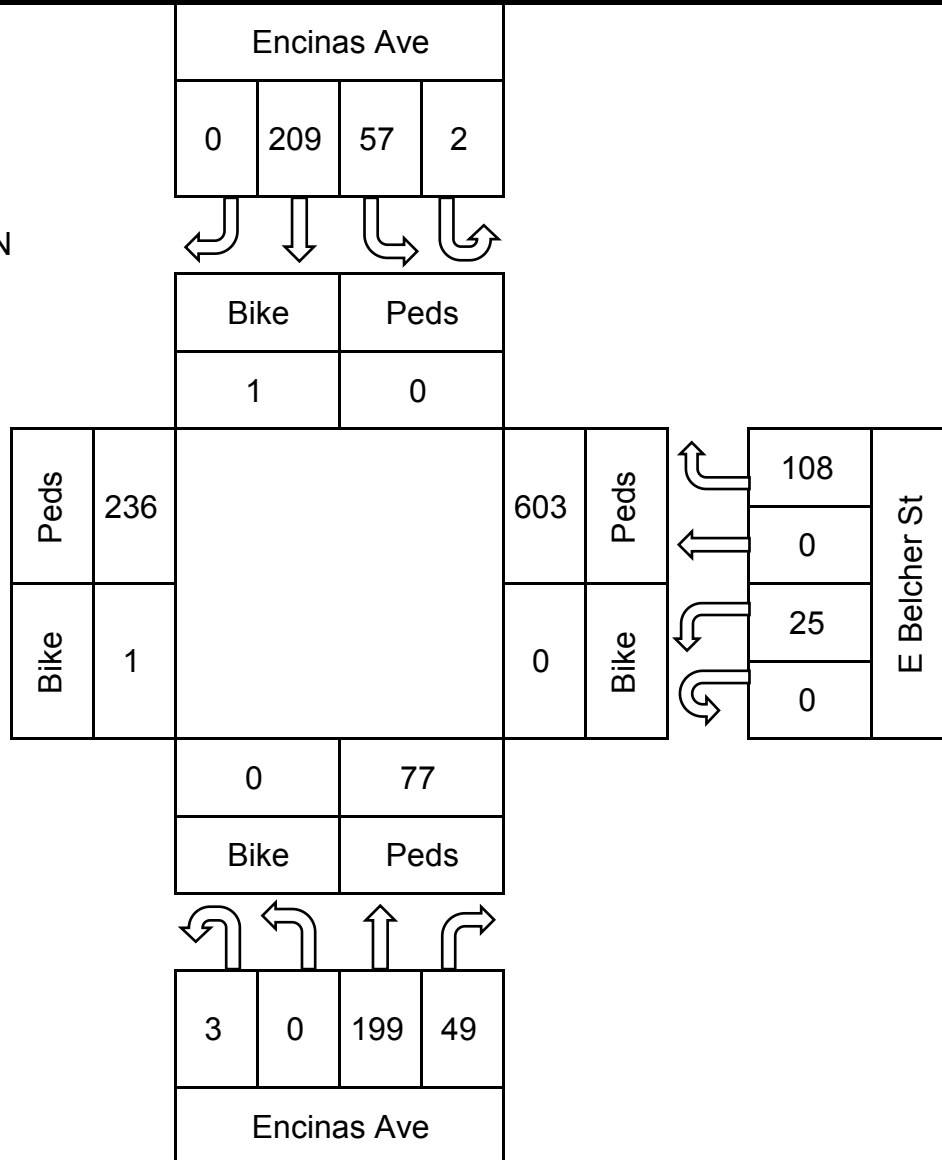 Encinas Ave
0 209 57 2
N
Bike Peds
1 0
Peds 236 603 Peds 108
0
Bike 1 0 Bike 25
0
E Belcher St
0 77
Bike Peds
3 0 199 49
Encinas Ave